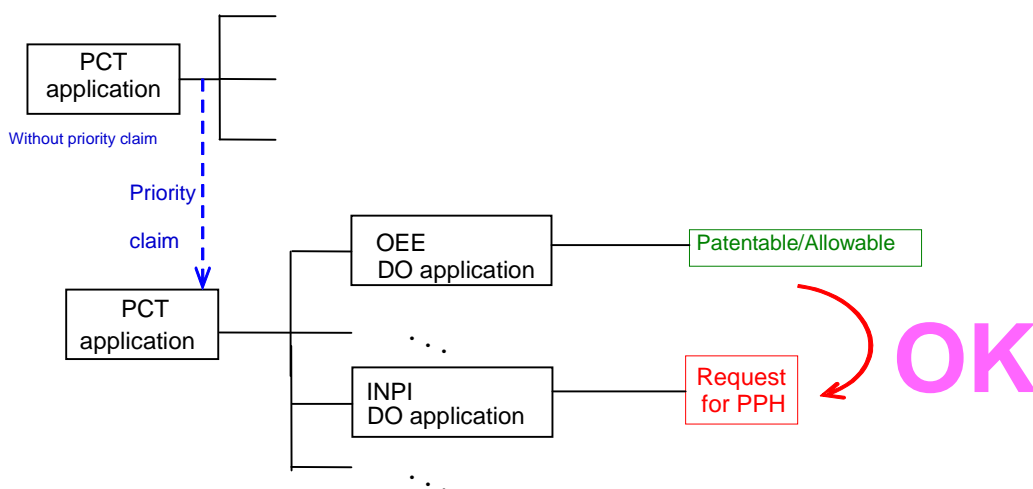 PCT
application
Without priority claim
Priority
claim
OEE
DO application
Patentable/Allowable
PCT
application
. . .
INPI
DO application
Request
for PPH
OK
. . .